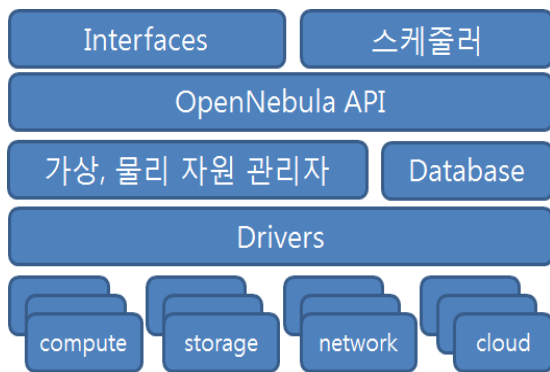 Interfaces 스케줄러
OpenNebula API
가상, 물리 자원 관리자 Database
Drivers
compute storage network cloud